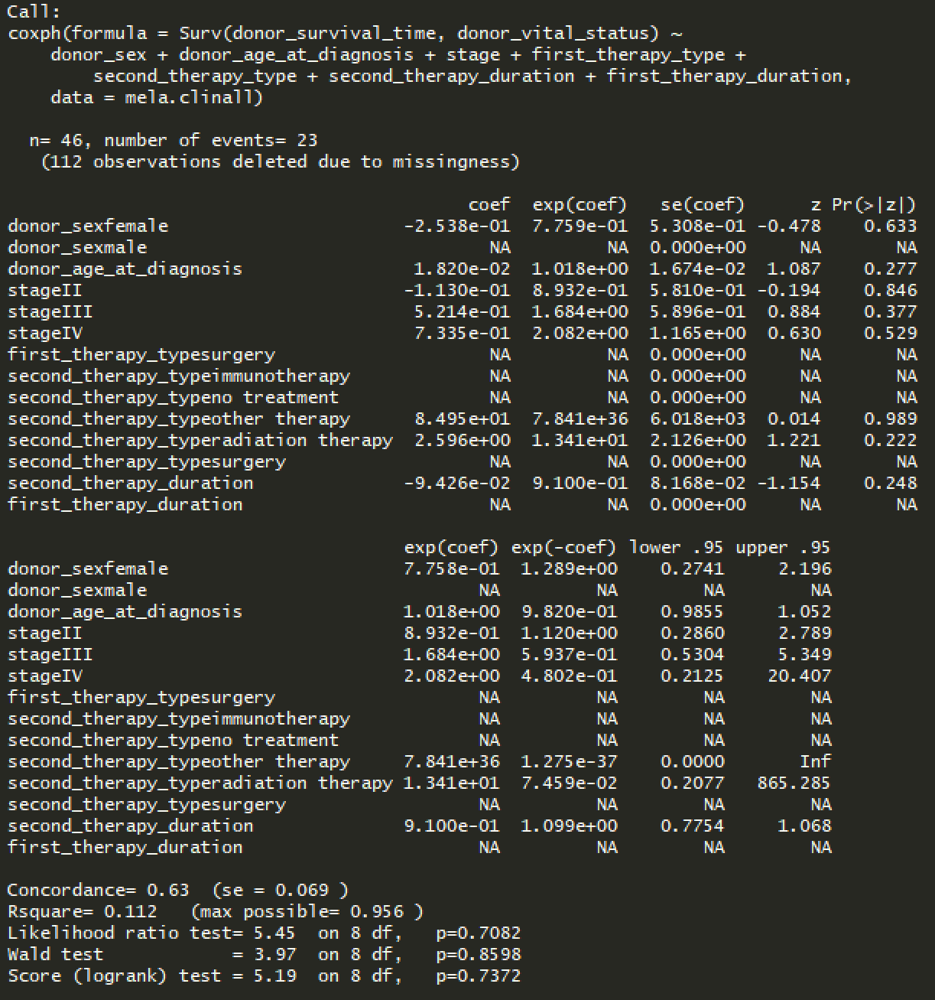 Call:
coxph(formula = Surv(donor_survival_time, donor_vital_status) ~
    donor_sex + donor_age_at_diagnosis + stage + first_therapy_type +
        second_therapy_type + second_therapy_duration + first_therapy_duration,
    data = mela.clinall)

  n= 46, number of events= 23
   (112 observations deleted due to missingness)

                                           coef  exp(coef)   se(coef)      z Pr(>|z|)
donor_sexfemale                      -2.538e-01  7.759e-01  5.308e-01 -0.478    0.633
donor_sexmale                                NA         NA  0.000e+00     NA       NA
donor_age_at_diagnosis                1.820e-02  1.018e+00  1.674e-02  1.087    0.277
stageII                              -1.130e-01  8.932e-01  5.810e-01 -0.194    0.846
stageIII                              5.214e-01  1.684e+00  5.896e-01  0.884    0.377
stageIV                               7.335e-01  2.082e+00  1.165e+00  0.630    0.529
first_therapy_typesurgery                    NA         NA  0.000e+00     NA       NA
second_therapy_typeimmunotherapy             NA         NA  0.000e+00     NA       NA
second_therapy_typeno treatment              NA         NA  0.000e+00     NA       NA
second_therapy_typeother therapy      8.495e+01  7.841e+36  6.018e+03  0.014    0.989
second_therapy_typeradiation therapy  2.596e+00  1.341e+01  2.126e+00  1.221    0.222
second_therapy_typesurgery                   NA         NA  0.000e+00     NA       NA
second_therapy_duration              -9.426e-02  9.100e-01  8.168e-02 -1.154    0.248
first_therapy_duration                       NA         NA  0.000e+00     NA       NA

                                     exp(coef) exp(-coef) lower .95 upper .95
donor_sexfemale                      7.758e-01  1.289e+00    0.2741     2.196
donor_sexmale                               NA         NA        NA        NA
donor_age_at_diagnosis               1.018e+00  9.820e-01    0.9855     1.052
stageII                              8.932e-01  1.120e+00    0.2860     2.789
stageIII                             1.684e+00  5.937e-01    0.5304     5.349
stageIV                              2.082e+00  4.802e-01    0.2125    20.407
first_therapy_typesurgery                   NA         NA        NA        NA
second_therapy_typeimmunotherapy            NA         NA        NA        NA
second_therapy_typeno treatment             NA         NA        NA        NA
second_therapy_typeother therapy     7.841e+36  1.275e-37    0.0000       Inf
second_therapy_typeradiation therapy 1.341e+01  7.459e-02    0.2077   865.285
second_therapy_typesurgery                  NA         NA        NA        NA
second_therapy_duration              9.100e-01  1.099e+00    0.7754     1.068
first_therapy_duration                      NA         NA        NA        NA

Concordance= 0.63  (se = 0.069 )
Rsquare= 0.112   (max possible= 0.956 )
Likelihood ratio test= 5.45  on 8 df,   p=0.7082
Wald test            = 3.97  on 8 df,   p=0.8598
Score (logrank) test = 5.19  on 8 df,   p=0.7372